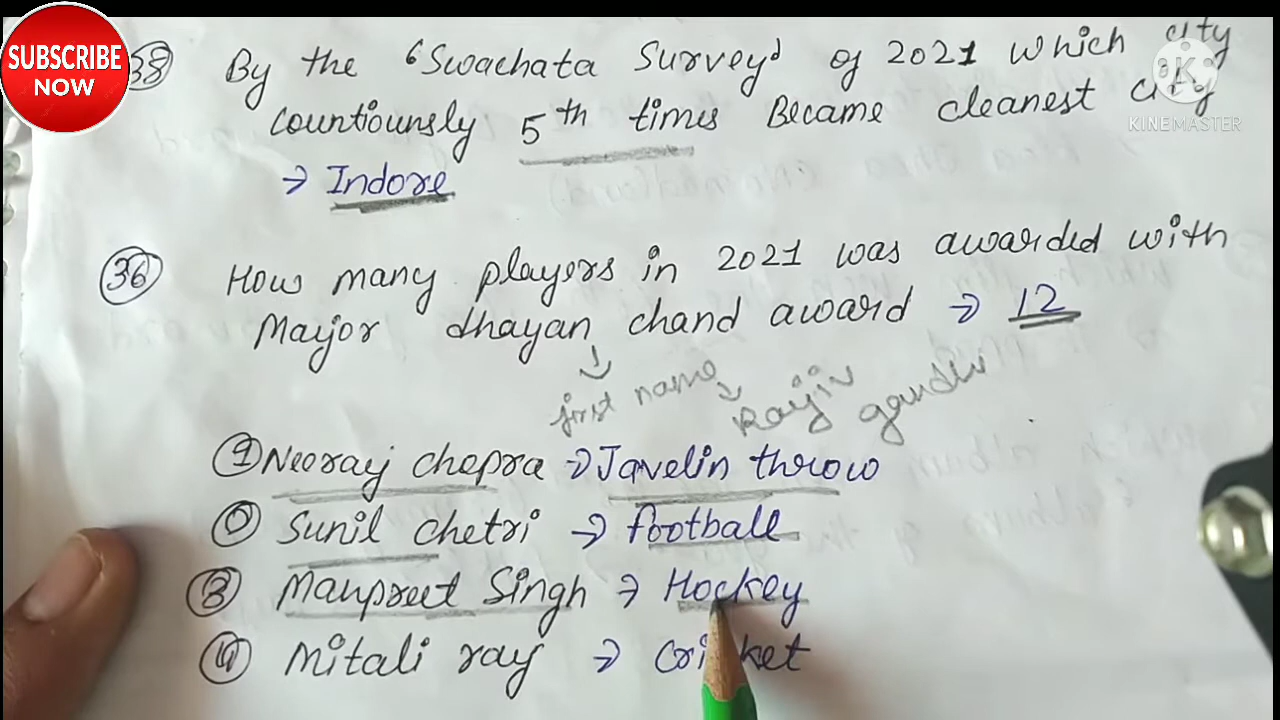 SUBSCRIBE
NOW
38 By the 'Swachata Survey' of 2021 which city
countiounsly 5th times Became cleanest city
→ Indore
KINEMASTER
36 How many players in 2021 was awarded with
Major dhayan chand award → 12
first name → Rajiv gandhi
① Neeraj chopra → Javelin throw
② Sunil chetri → football
③ Manpreet Singh → Hockey
④ Mitali raj → Cricket